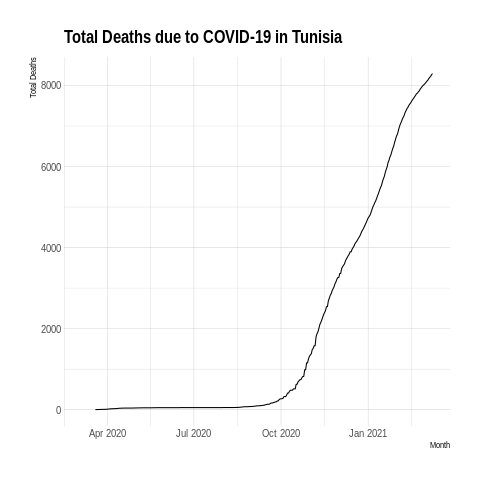 Total Deaths due to COVID-19 in Tunisia
Total Deaths
8000
6000
4000
2000
0
Apr 2020 Jul 2020 Oct 2020 Jan 2021
Month